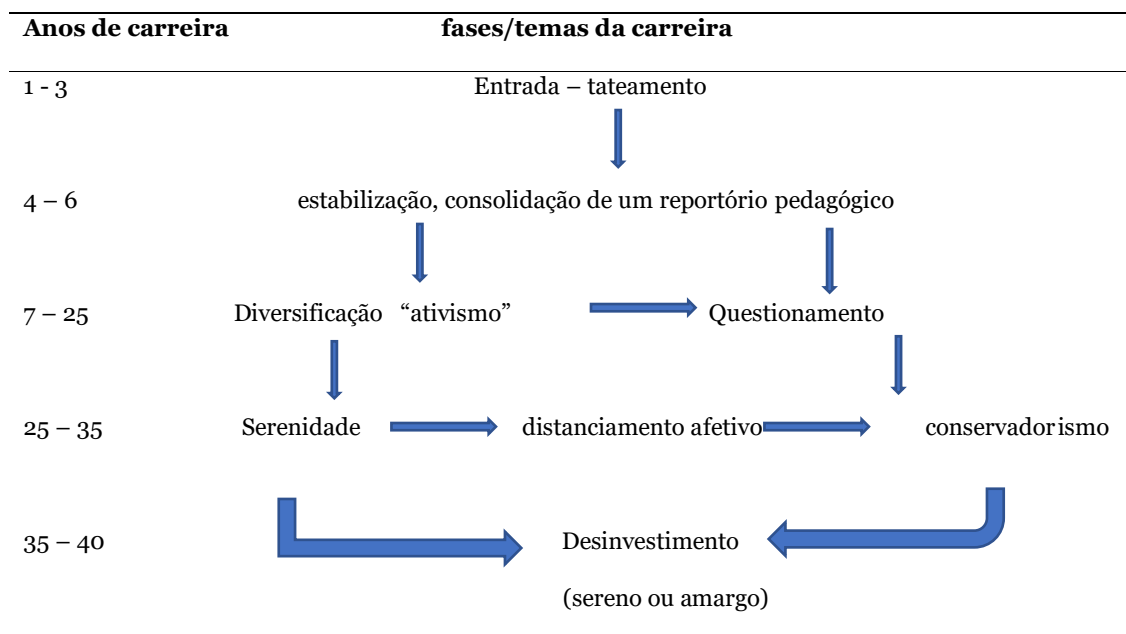 Anos de carreira fases/temas da carreira
1 - 3 Entrada – tateamento
4 – 6 estabilização, consolidação de um reportório pedagógico
7 – 25 Diversificação “ativismo” Questionamento
25 – 35 Serenidade distanciamento afetivo conservadorismo
35 – 40 Desinvestimento
(sereno ou amargo)